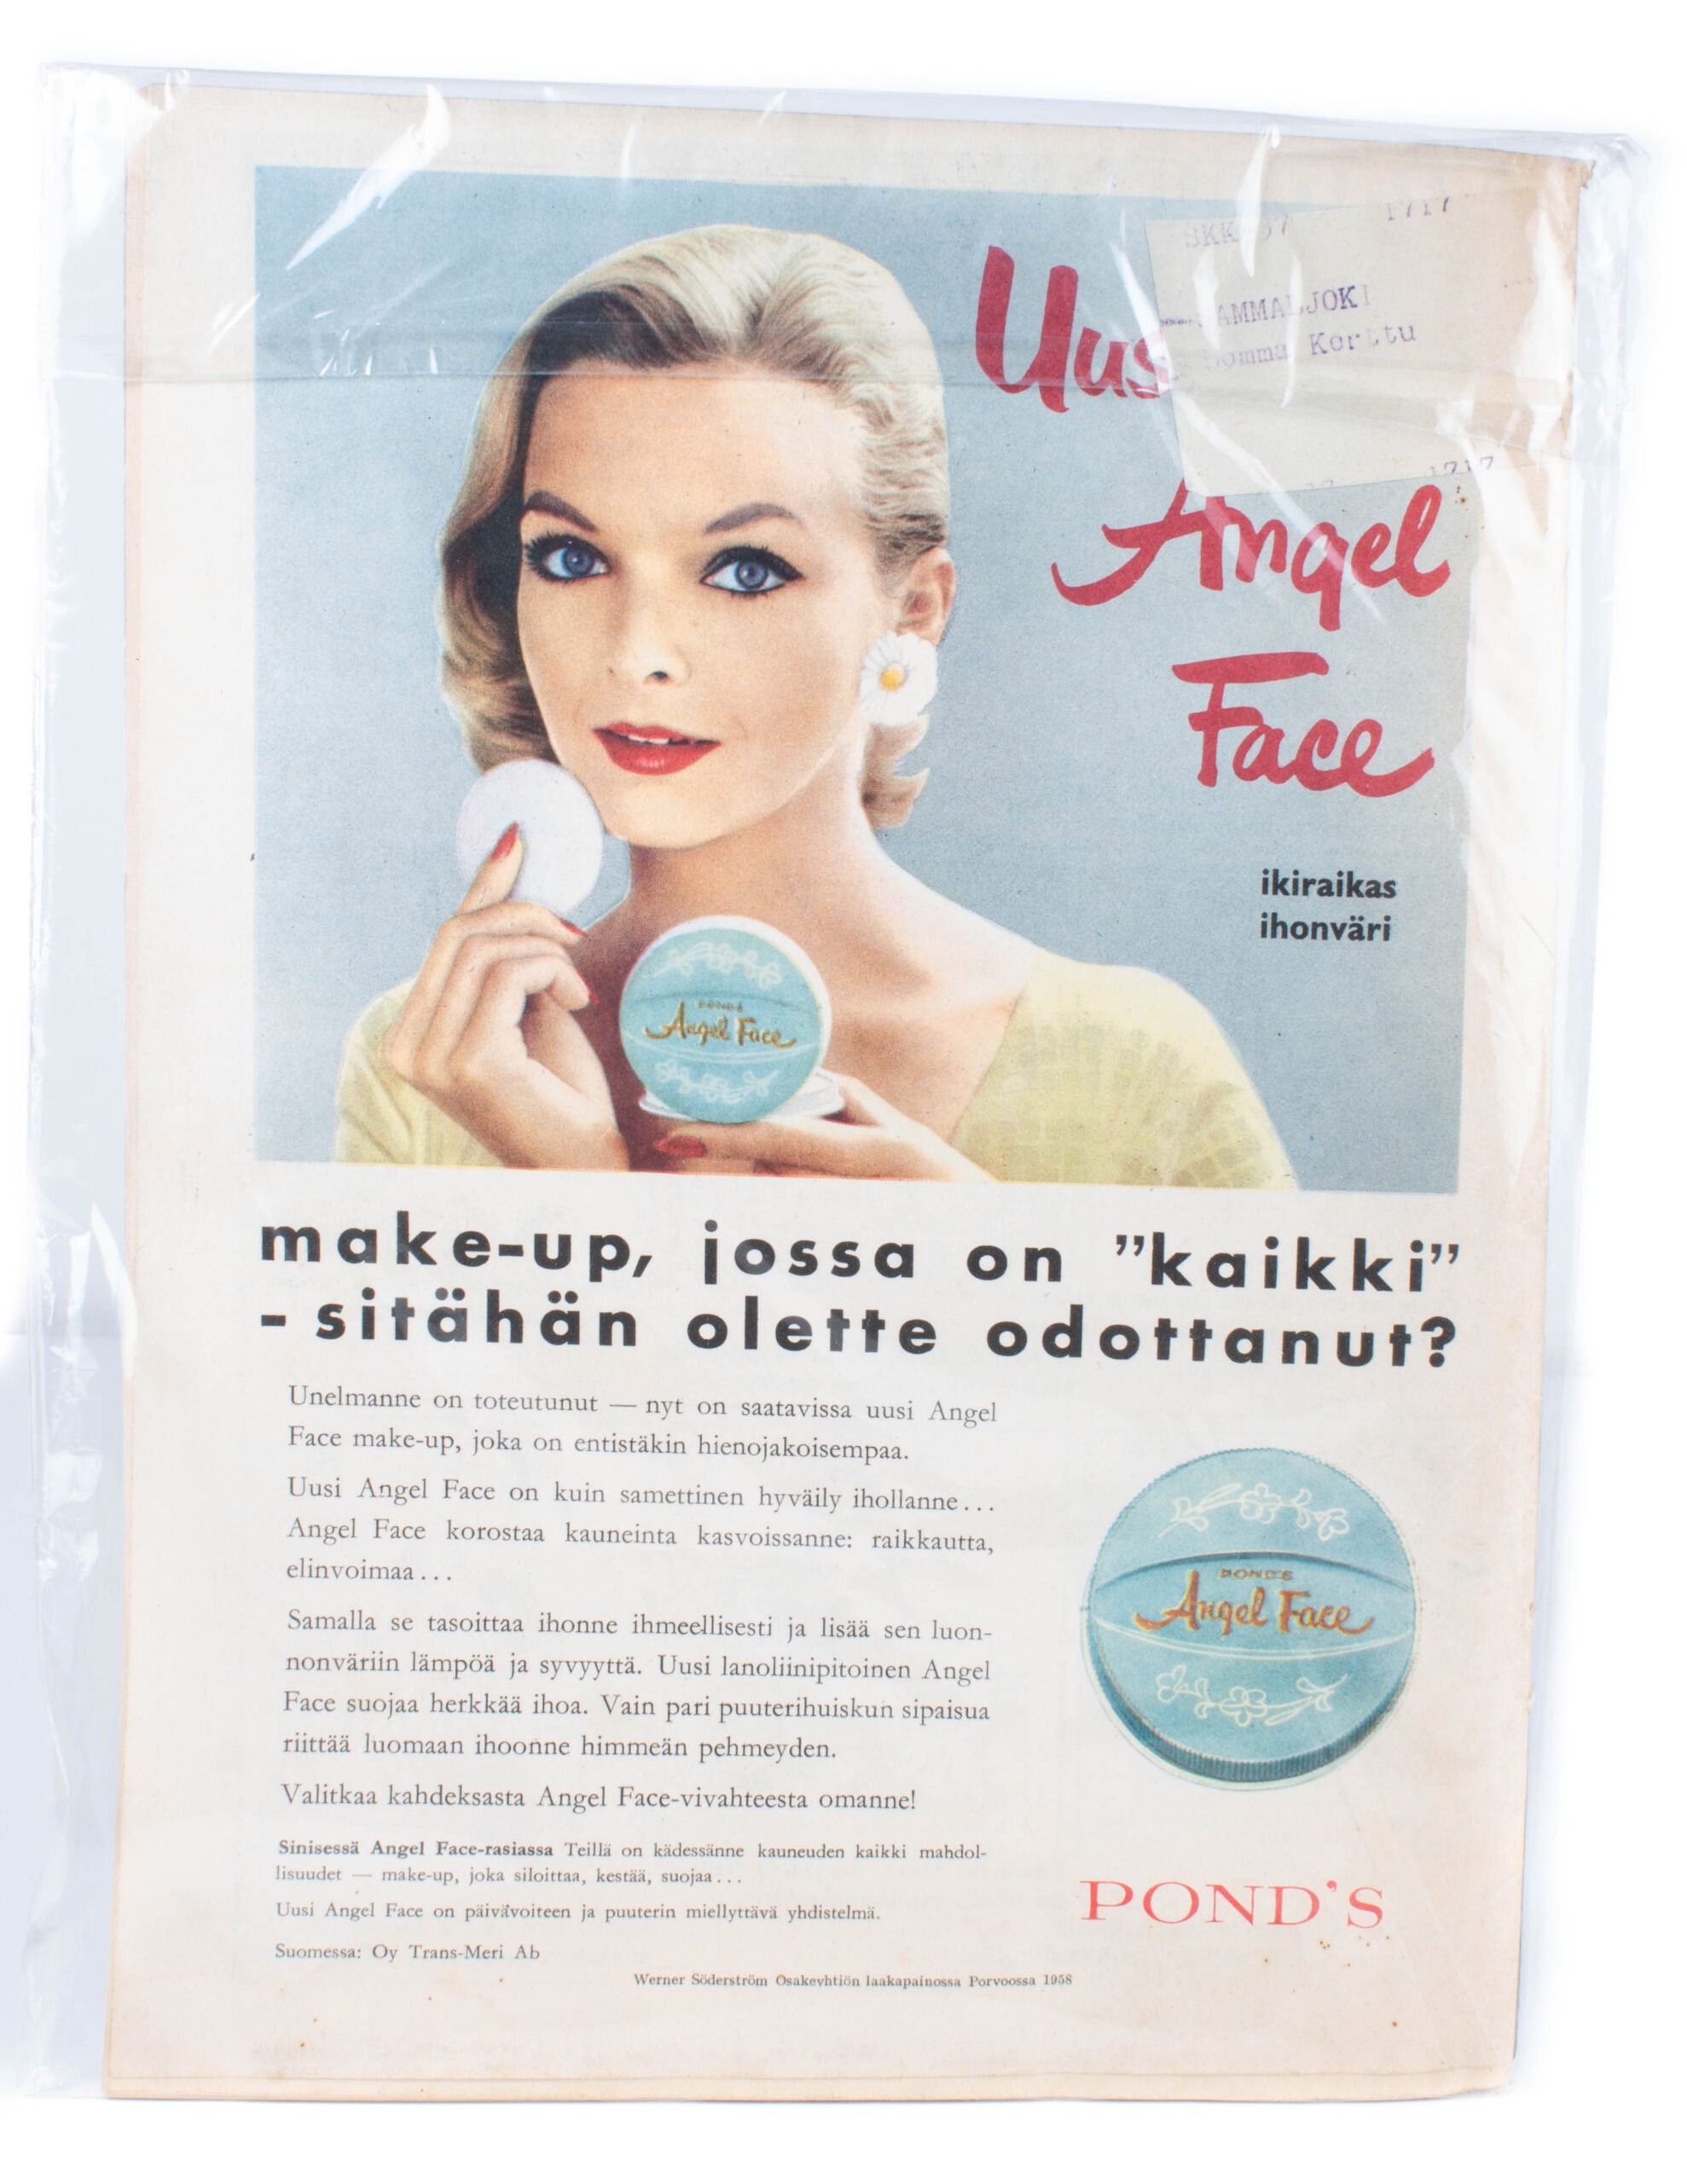 SKK 57 1717
AMMALJOKI
Korttu
1717
Uus
Angel
Face
ikiraikas
ihonväri
POND'S
Angel Face
make-up, jossa on ”kaikki”
- sitähän olette odottanut?
Unelmanne on toteutunut — nyt on saatavissa uusi Angel
Face make-up, joka on entistäkin hienojakoisempaa.
Uusi Angel Face on kuin samettinen hyväily ihollanne...
Angel Face korostaa kauneinta kasvoissanne: raikkautta,
elinvoimaa...
Samalla se tasoittaa ihonne ihmeellisesti ja lisää sen luon-
nonväriin lämpöä ja syvyyttä. Uusi lanoliinipitoinen Angel
Face suojaa herkkää ihoa. Vain pari puuterihuiskun sipaisua
riittää luomaan ihoonne himmeän pehmeyden.
Valitkaa kahdeksasta Angel Face-vivahteesta omanne!
Sinisessä Angel Face-rasiassa Teillä on kädessänne kauneuden kaikki mahdol-
lisuudet — make-up, joka siloittaa, kestää, suojaa...
Uusi Angel Face on päivävoiteen ja puuterin miellyttävä yhdistelmä.
Suomessa: Oy Trans-Meri Ab
POND'S
Angel Face
POND'S
Werner Söderström Osakeyhtiön laakapainossa Porvoossa 1958